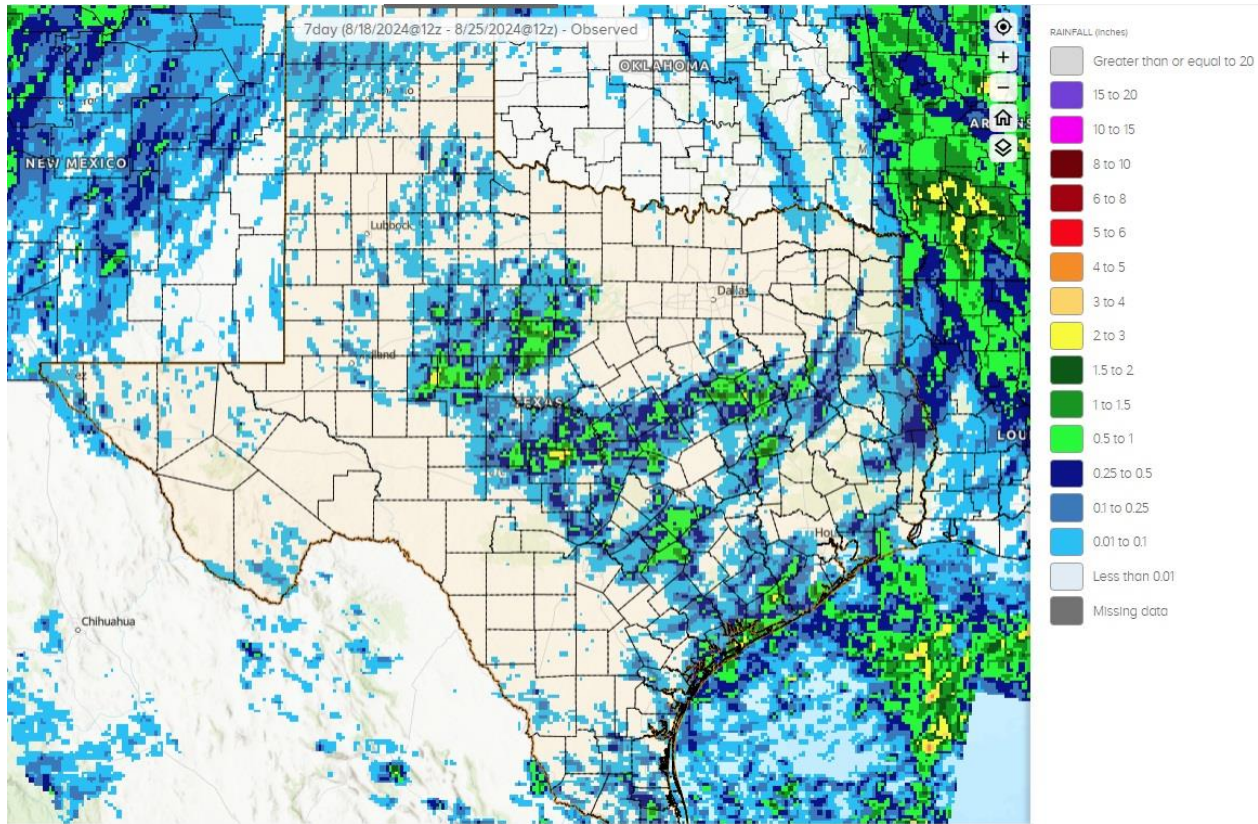 7day (8/18/2024@12z - 8/25/2024@12z) - Observed
OKLAHOMA
NEW MEXICO
Lubbock
Dallas
TEXAS
Chihuahua
RAINFALL (Inches)
Greater than or equal to 20
15 to 20
10 to 15
8 to 10
6 to 8
5 to 6
4 to 5
3 to 4
2 to 3
1.5 to 2
1 to 1.5
0.5 to 1
0.25 to 0.5
0.1 to 0.25
0.01 to 0.1
Less than 0.01
Missing data